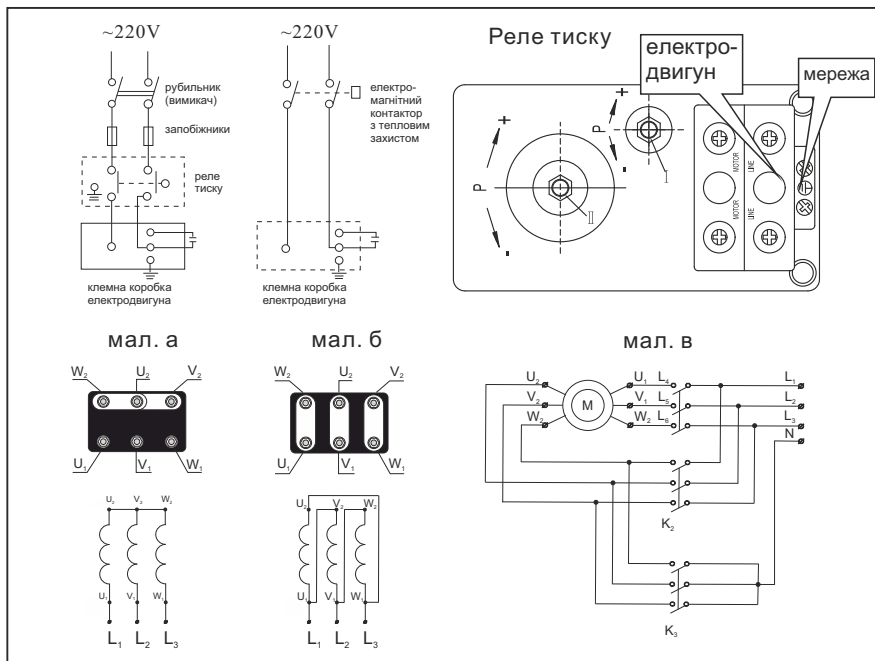 ~220V
рубильник
(вимикач)
запобіжники
реле
тиску
клемна коробка
електродвигуна
~220V
електро-
магнітний
контактор
з тепловим
захистом
клемна коробка
електродвигуна
Реле тиску
електро-
двигун
мережа
+
P
-
II
+
P
-
I
MOTOR
MOTOR
LINE
LINE
мал. а
W₂
U₂
V₂
U₁
V₁
W₁
U₂
V₂
W₂
U₁
V₁
W₁
L₁
L₂
L₃
мал. б
W₂
U₂
V₂
U₁
V₁
W₁
U₂
V₂
W₂
U₁
V₁
W₁
L₁
L₂
L₃
мал. в
U₂
V₂
W₂
M
U₁
V₁
W₂
L₄
L₅
L₆
L₁
L₂
L₃
N
K₂
K₃